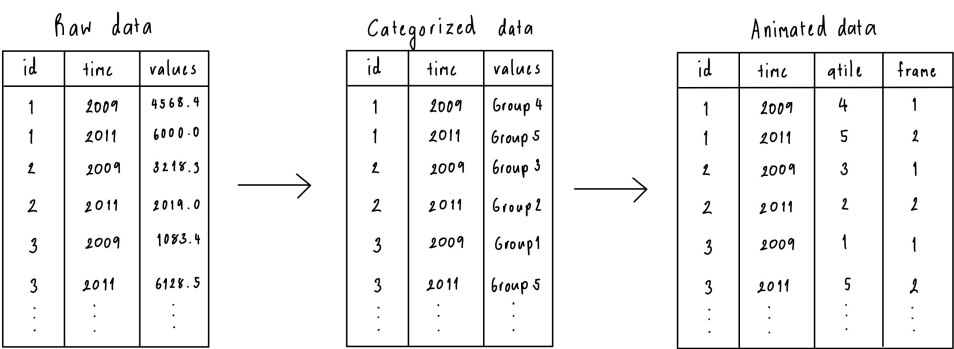 Raw data
id time values
1 2009 4568.4
1 2011 6000.0
2 2009 3218.3
2 2011 2019.0
3 2009 1083.4
3 2011 6128.5
Categorized data
id time values
1 2009 Group 4
1 2011 Group 5
2 2009 Group 3
2 2011 Group 2
3 2009 Group 1
3 2011 Group 5
Animated data
id time qtile frame
1 2009 4 1
1 2011 5 2
2 2009 3 1
2 2011 2 2
3 2009 1 1
3 2011 5 2